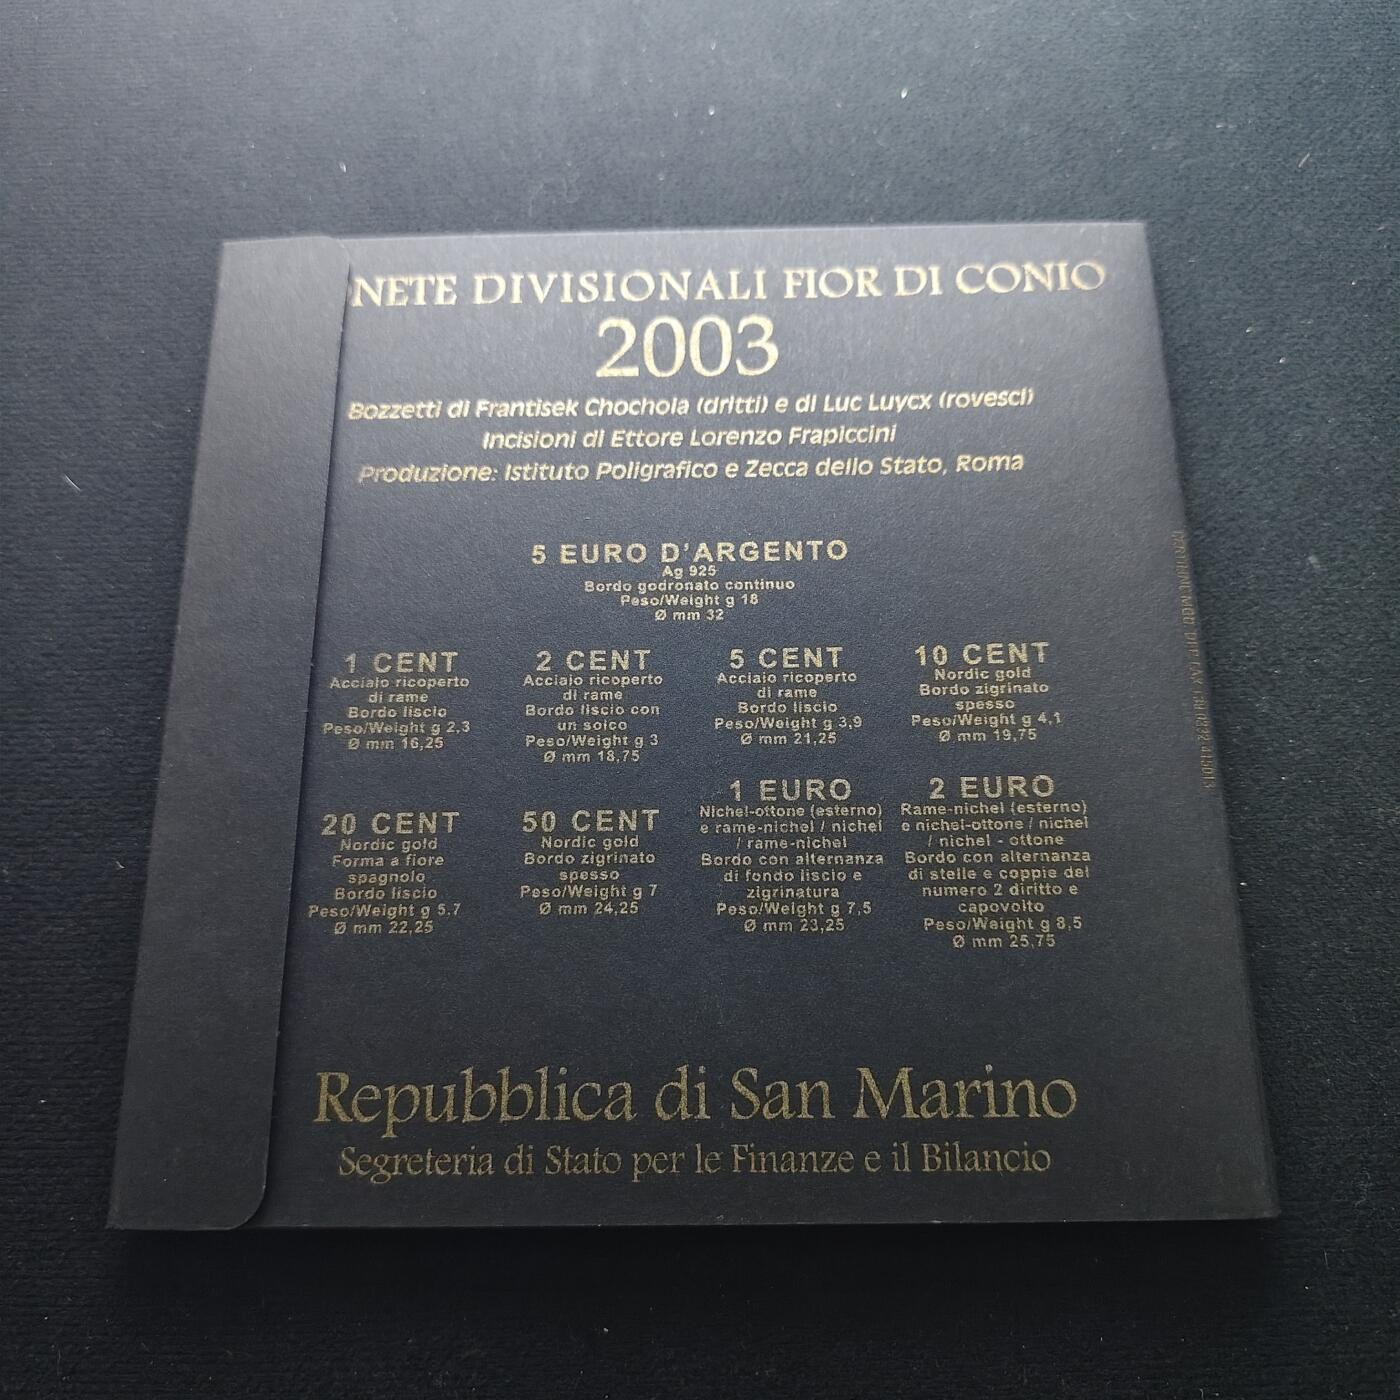 NETE DIVISIONALI FIOR DI CONIO
2003
Bozzetti di Frantisek Chochola (dritti) e di Luc Luycx (rovesci)
Incisioni di Ettore Lorenzo Frapiccini
Produzione: Istituto Poligrafico e Zecca dello Stato, Roma
5 EURO D'ARGENTO
Ag 925
Bordo godronato continuo
Peso/Weight g 18
Ø mm 32
1 CENT
Acciaio ricoperto
di rame
Bordo liscio
Peso/Weight g 2,3
Ø mm 16,25
2 CENT
Acciaio ricoperto
di rame
Bordo liscio con
un solco
Peso/Weight g 3
Ø mm 18,75
5 CENT
Acciaio ricoperto
di rame
Bordo liscio
Peso/Weight g 3,9
Ø mm 21,25
10 CENT
Nordic gold
Bordo zigrinato
spesso
Peso/Weight g 4,1
Ø mm 19,75
20 CENT
Nordic gold
Forma a fiore
spagnolo
Bordo liscio
Peso/Weight g 5.7
Ø mm 22,25
50 CENT
Nordic gold
Bordo zigrinato
spesso
Peso/Weight g 7
Ø mm 24,25
1 EURO
Nichel-ottone (esterno)
e rame-nichel / nichel
/ rame-nichel
Bordo con alternanza
di fondo liscio e
zigrinatura
Peso/Weight g 7,5
Ø mm 23,25
2 EURO
Rame-nichel (esterno)
e nichel-ottone / nichel
/ nichel - ottone
Bordo con alternanza
di stelle e coppie del
numero 2 diritto e
capovolto
Peso/Weight g 8,5
Ø mm 25,75
Repubblica di San Marino
Segreteria di Stato per le Finanze e il Bilancio